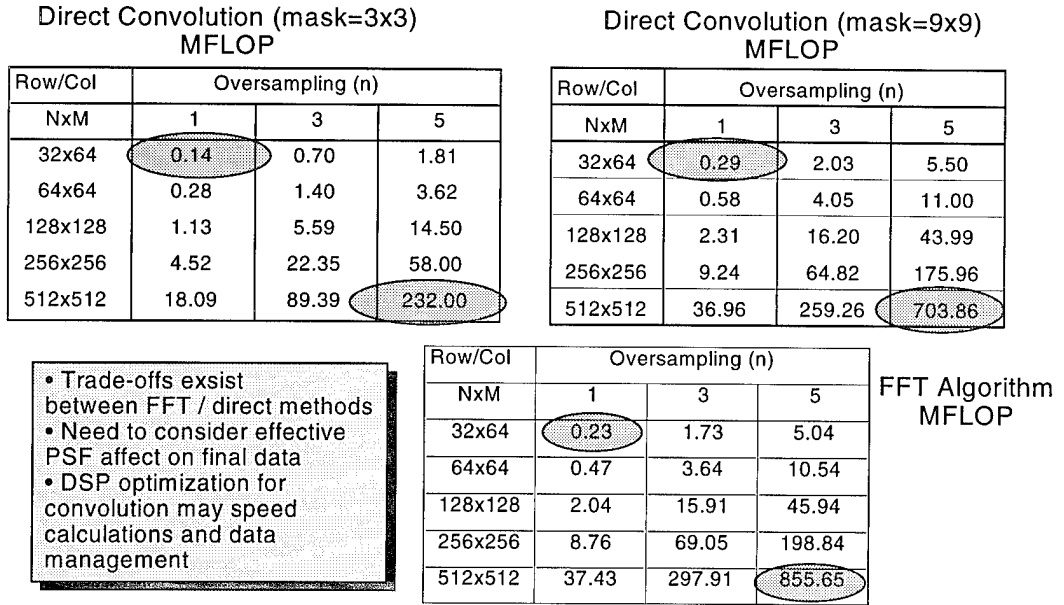 Direct Convolution (mask=3x3)
MFLOP
Row/Col Oversampling (n)
NxM 1 3 5
32x64 0.14 0.70 1.81
64x64 0.28 1.40 3.62
128x128 1.13 5.59 14.50
256x256 4.52 22.35 58.00
512x512 18.09 89.39 232.00
Direct Convolution (mask=9x9)
MFLOP
Row/Col Oversampling (n)
NxM 1 3 5
32x64 0.29 2.03 5.50
64x64 0.58 4.05 11.00
128x128 2.31 16.20 43.99
256x256 9.24 64.82 175.96
512x512 36.96 259.26 703.86
• Trade-offs exsist
between FFT / direct methods
• Need to consider effective
PSF affect on final data
• DSP optimization for
convolution may speed
calculations and data
management
Row/Col Oversampling (n)
NxM 1 3 5
32x64 0.23 1.73 5.04
64x64 0.47 3.64 10.54
128x128 2.04 15.91 45.94
256x256 8.76 69.05 198.84
512x512 37.43 297.91 855.65
FFT Algorithm
MFLOP